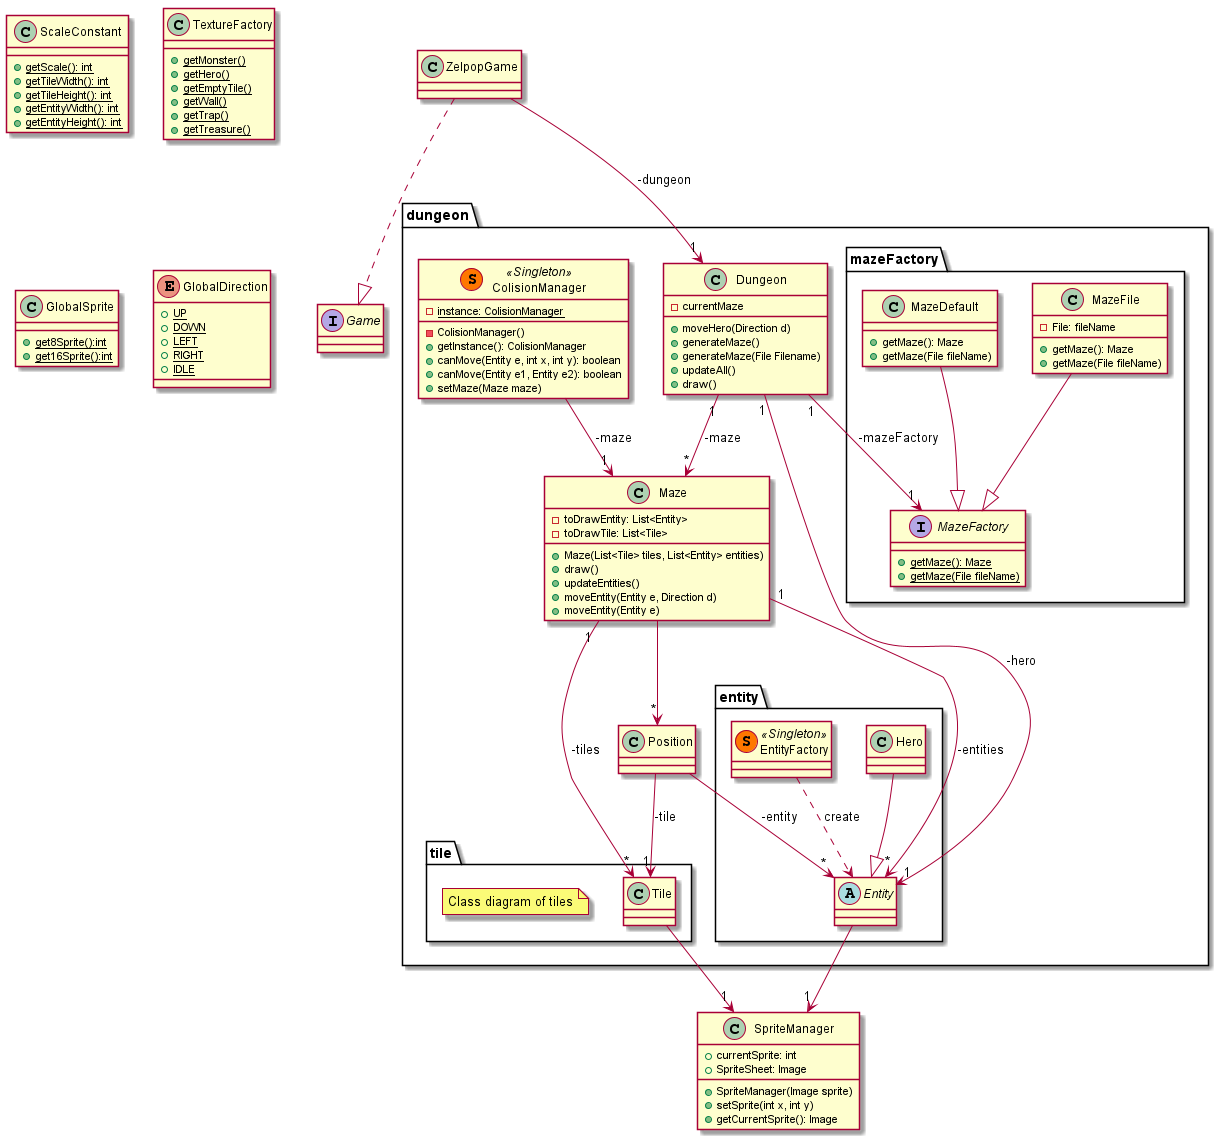 C ScaleConstant
getScale(): int
getTileWidth(): int
getTileHeight(): int
getEntityWidth(): int
getEntityHeight(): int
C TextureFactory
getMonster()
getHero()
getEmptyTile()
getWall()
getTrap()
getTreasure()
C ZelpopGame
-dungeon
1
C GlobalSprite
get8Sprite():int
get16Sprite():int
E GlobalDirection
UP
DOWN
LEFT
RIGHT
IDLE
I Game
dungeon
S «Singleton»
ColisionManager
instance: ColisionManager
ColisionManager()
getInstance(): ColisionManager
canMove(Entity e, int x, int y): boolean
canMove(Entity e1, Entity e2): boolean
setMaze(Maze maze)
C Dungeon
currentMaze
moveHero(Direction d)
generateMaze()
generateMaze(File Filename)
updateAll()
draw()
mazeFactory
C MazeDefault
getMaze(): Maze
getMaze(File fileName)
C MazeFile
File: fileName
getMaze(): Maze
getMaze(File fileName)
-maze
1
1
-maze
*
1
1
-mazeFactory
1
I MazeFactory
getMaze(): Maze
getMaze(File fileName)
C Maze
toDrawEntity: List<Entity>
toDrawTile: List<Tile>
Maze(List<Tile> tiles, List<Entity> entities)
draw()
updateEntities()
moveEntity(Entity e, Direction d)
moveEntity(Entity e)
1
1
-hero
*
-tiles
-entities
entity
C Position
S «Singleton»
EntityFactory
C Hero
-tile
-entity
create
*
1
*
*
1
tile
Class diagram of tiles
C Tile
A Entity
1
1
C SpriteManager
currentSprite: int
SpriteSheet: Image
SpriteManager(Image sprite)
setSprite(int x, int y)
getCurrentSprite(): Image